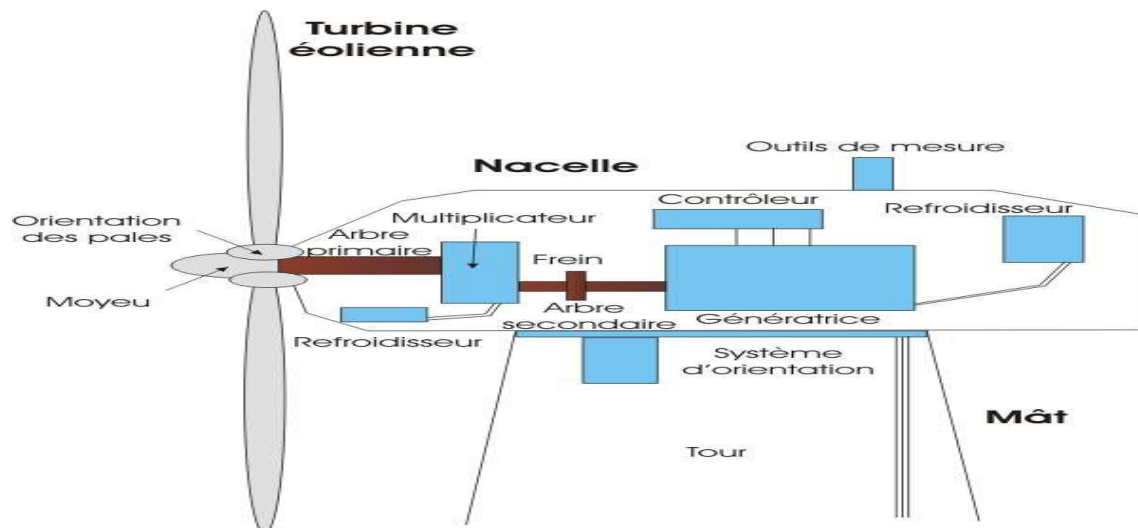 Turbine
éolienne
Outils de mesure
Nacelle
Contrôleur
Refroidisseur
Orientation
des pales
Multiplicateur
Arbre
primaire
Frein
Moyeu
Arbre
secondaire
Génératrice
Refroidisseur
Système
d'orientation
Mât
Tour